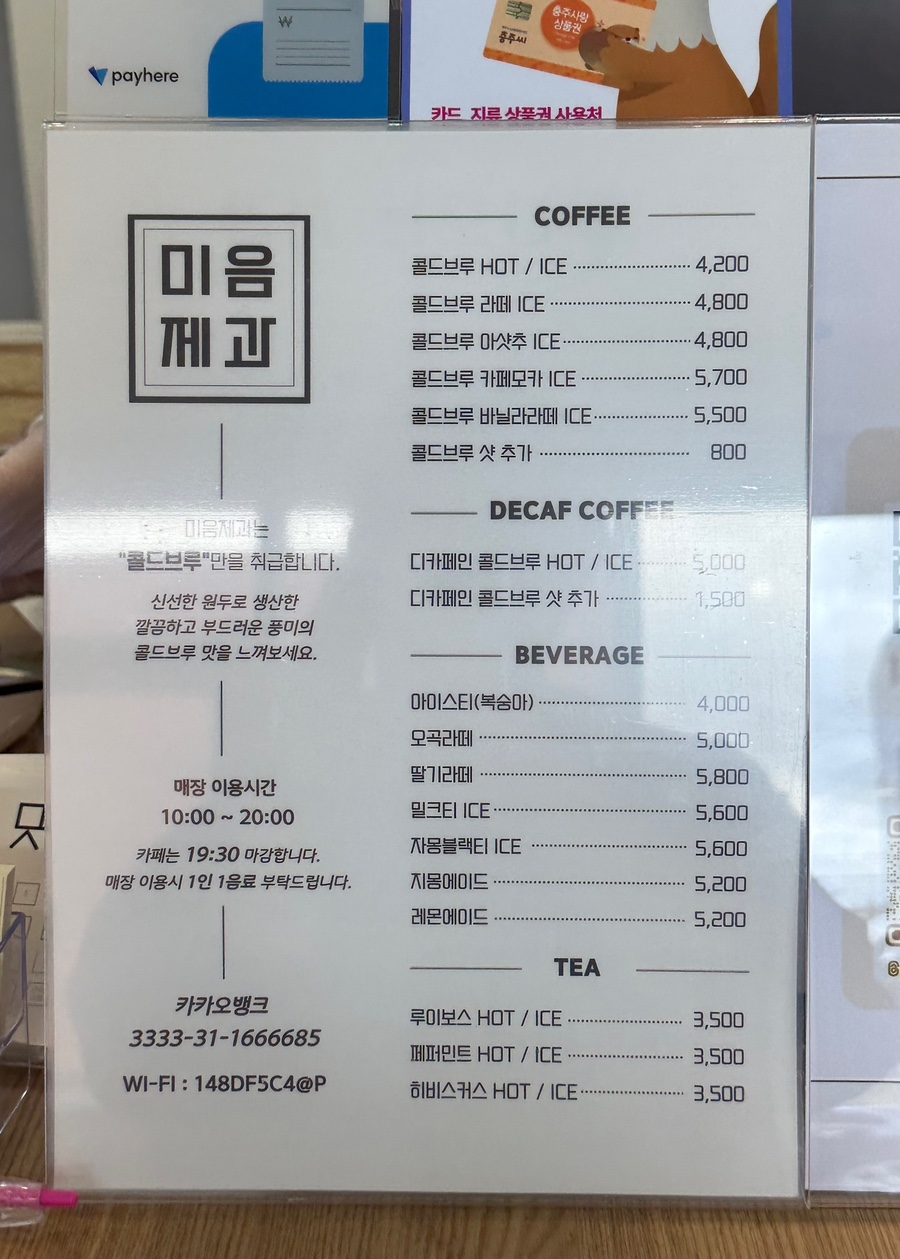 payhere
충주사랑
상품권
충주씨
카드, 지류 상품권 사용처
미음
제과
미음제과는
"콜드브루"만을 취급합니다.
신선한 원두로 생산한
깔끔하고 부드러운 풍미의
콜드브루 맛을 느껴보세요.
매장 이용시간
10:00 ~ 20:00
카페는 19:30 마감합니다.
매장 이용시 1인 1음료 부탁드립니다.
카카오뱅크
3333-31-1666685
WI-FI : 148DF5C4@P
COFFEE
콜드브루 HOT / ICE 4,200
콜드브루 라떼 ICE 4,800
콜드브루 아샷추 ICE 4,800
콜드브루 카페모카 ICE 5,700
콜드브루 바닐라라떼 ICE 5,500
콜드브루 샷 추가 800
DECAF COFFEE
디카페인 콜드브루 HOT / ICE 5,000
디카페인 콜드브루 샷 추가 1,500
BEVERAGE
아이스티(복숭아) 4,000
오곡라떼 5,000
딸기라떼 5,800
밀크티 ICE 5,600
자몽블랙티 ICE 5,600
지몽에이드 5,200
레몬에이드 5,200
TEA
루이보스 HOT / ICE 3,500
페퍼민트 HOT / ICE 3,500
히비스커스 HOT / ICE 3,500